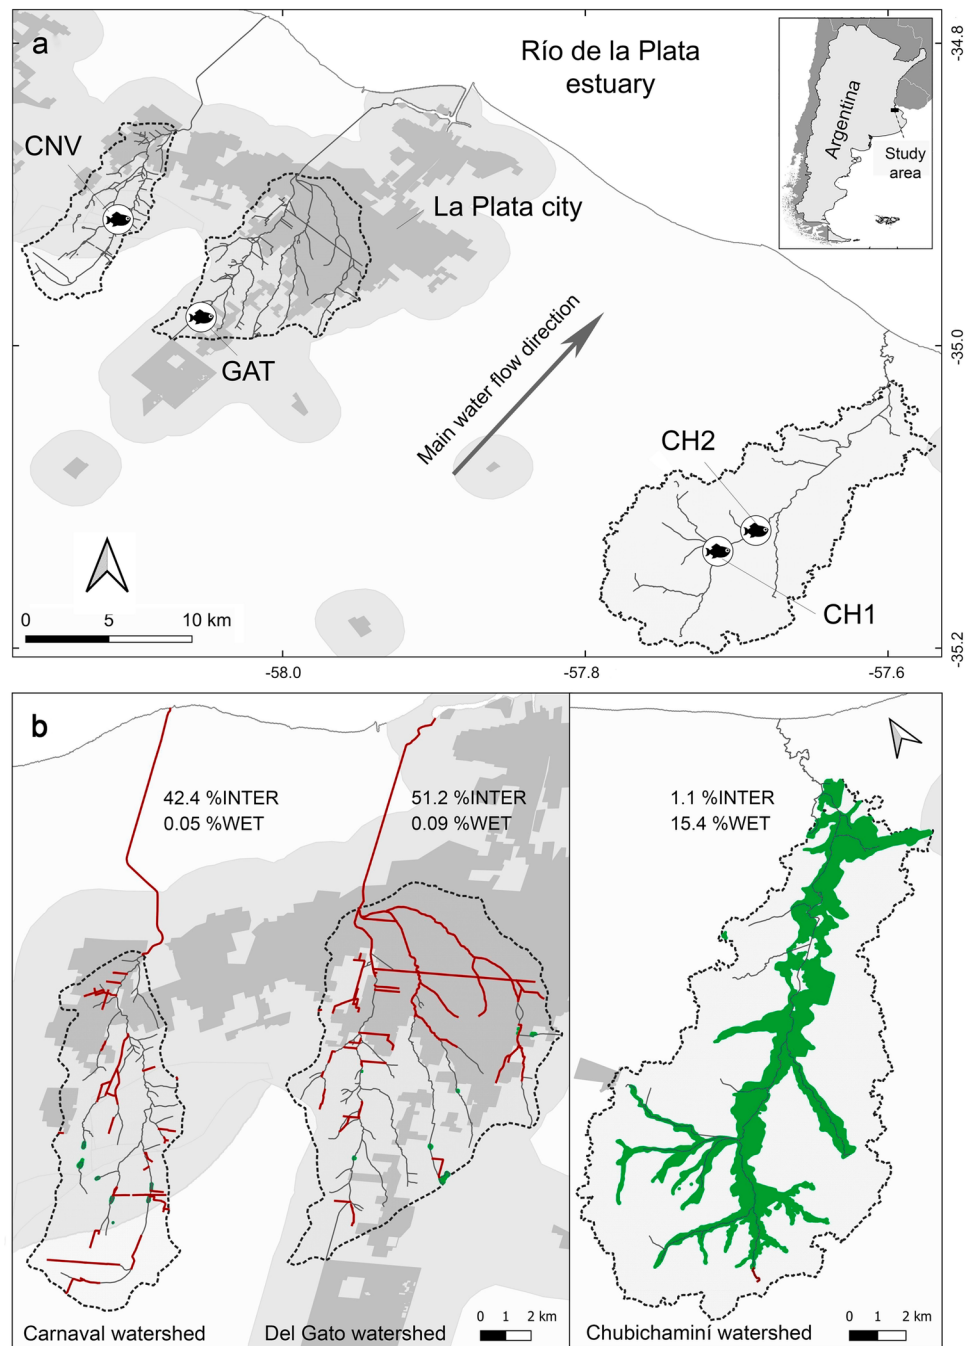 a
Río de la Plata
estuary
Argentina
Study
area
-34.8
CNV
La Plata city
GAT
Main water flow direction
-35.0
CH2
CH1
0 5 10 km
-35.2
-58.0 -57.8 -57.6
b
42.4 %INTER
0.05 %WET
51.2 %INTER
0.09 %WET
1.1 %INTER
15.4 %WET
0 1 2 km
0 1 2 km
Carnaval watershed
Del Gato watershed
Chubichaminí watershed